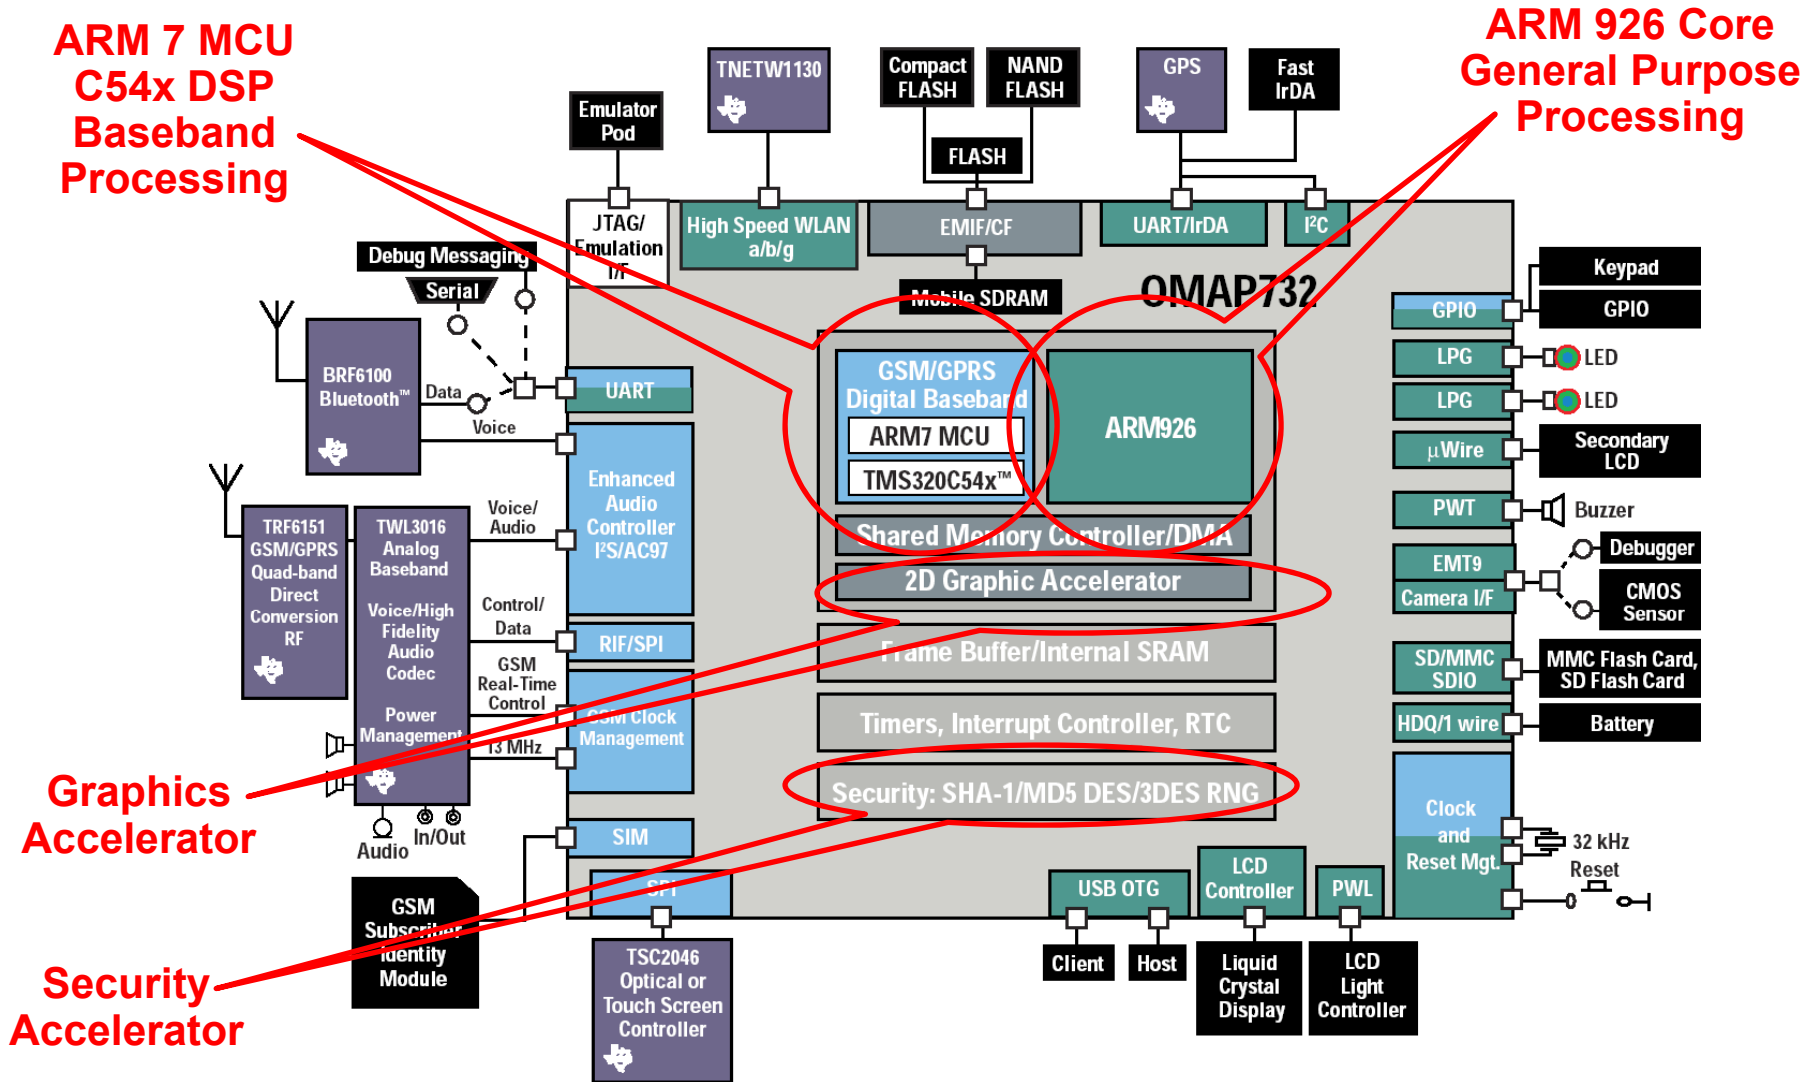 ARM 7 MCU
C54x DSP
Baseband
Processing
ARM 926 Core
General Purpose
Processing
Emulator
Pod
TNETW1130
Compact
FLASH
NAND
FLASH
FLASH
GPS
Fast
IrDA
JTAG/
Emulation
I/F
High Speed WLAN
a/b/g
EMIF/CF
UART/IrDA
I²C
Mobile SDRAM
OMAP732
Debug Messaging
Serial
BRF6100
Bluetooth™
Data
Voice
UART
Enhanced
Audio
Controller
I²S/AC97
TRF6151
GSM/GPRS
Quad-band
Direct
Conversion
RF
TWL3016
Analog
Baseband
Voice/High
Fidelity
Audio
Codec
Power
Management
Voice/
Audio
Control/
Data
GSM
Real-Time
Control
13 MHz
RIF/SPI
GSM Clock
Management
Audio
In/Out
SIM
SPI
GSM
Subscriber
Identity
Module
TSC2046
Optical or
Touch Screen
Controller
GSM/GPRS
Digital Baseband
ARM7 MCU
TMS320C54x™
ARM926
Shared Memory Controller/DMA
2D Graphic Accelerator
Frame Buffer/Internal SRAM
Timers, Interrupt Controller, RTC
Security: SHA-1/MD5 DES/3DES RNG
GPIO
Keypad
GPIO
LPG
LED
LPG
LED
µWire
Secondary
LCD
PWT
Buzzer
EMT9
Camera I/F
Debugger
CMOS
Sensor
SD/MMC
SDIO
MMC Flash Card,
SD Flash Card
HDQ/1 wire
Battery
Clock
and
Reset Mgt.
32 kHz
Reset
USB OTG
Client
Host
LCD
Controller
Liquid
Crystal
Display
PWL
LCD
Light
Controller
Graphics
Accelerator
Security
Accelerator